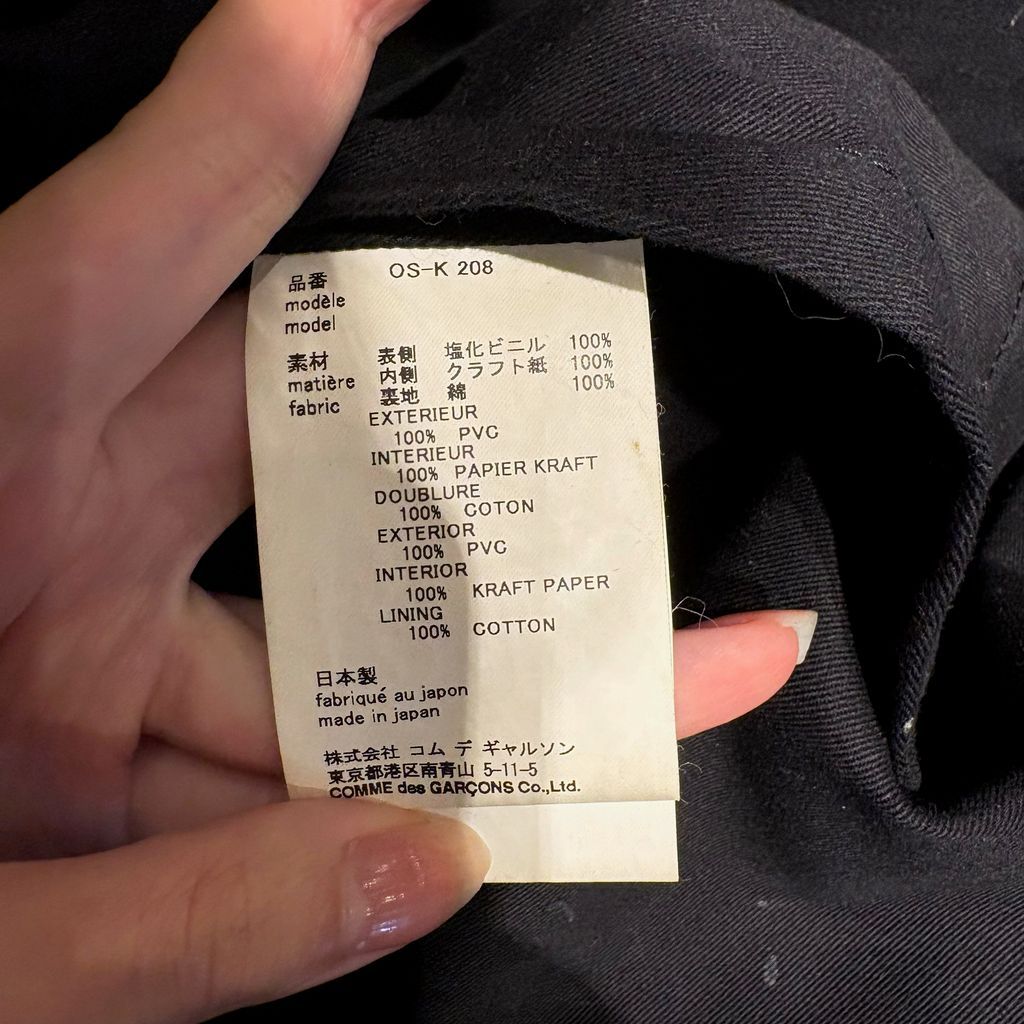 品番 OS-K 208
modèle
model
素材 表側 塩化ビニル 100%
matière 内側 クラフト紙 100%
fabric 裏地 綿 100%
EXTERIEUR
100% PVC
INTERIEUR
100% PAPIER KRAFT
DOUBLURE
100% COTON
EXTERIOR
100% PVC
INTERIOR
100% KRAFT PAPER
LINING
100% COTTON
日本製
fabriqué au japon
made in japan
株式会社 コム デ ギャルソン
東京都港区南青山 5-11-5
COMME des GARÇONS Co.,Ltd.